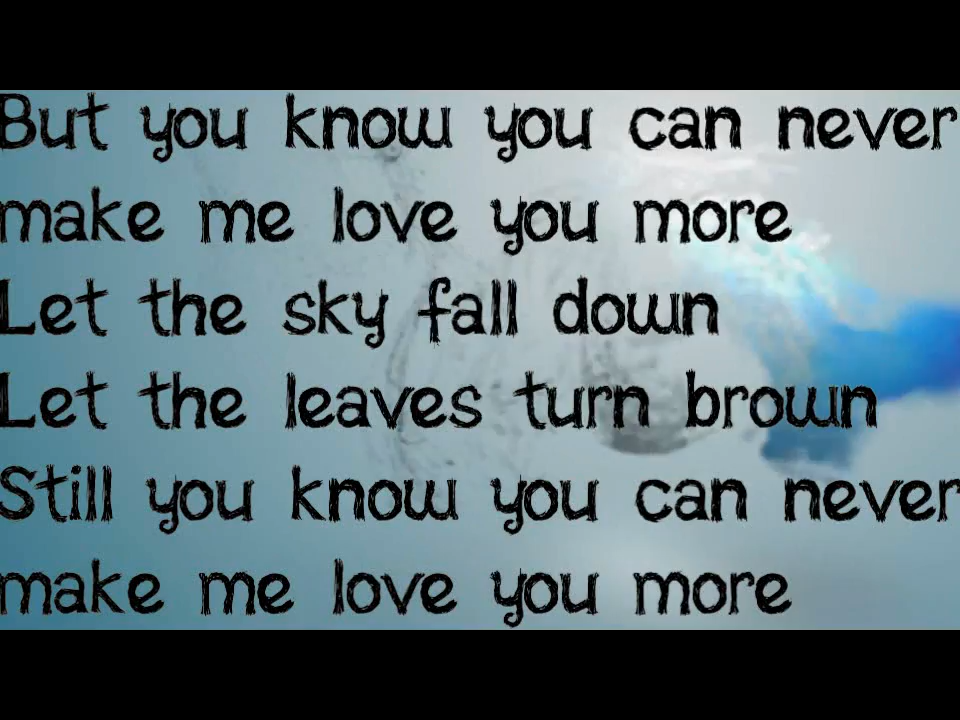 But you know you can never
make me love you more
Let the sky fall down
Let the leaves turn brown
Still you know you can never
make me love you more